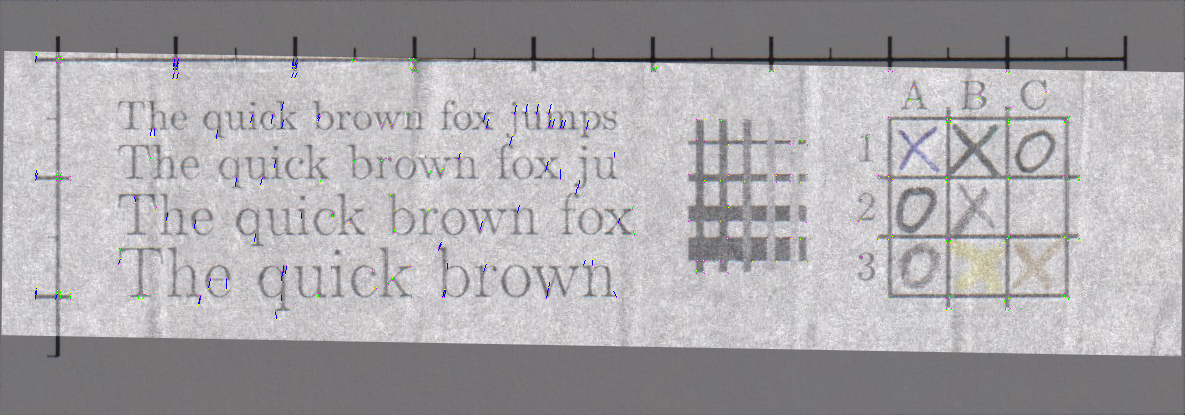 The quick brown fox jumps
The quick brown fox ju
The quick brown fox
The quick brown
A B C
1 X X O
2 O X
3 O X X